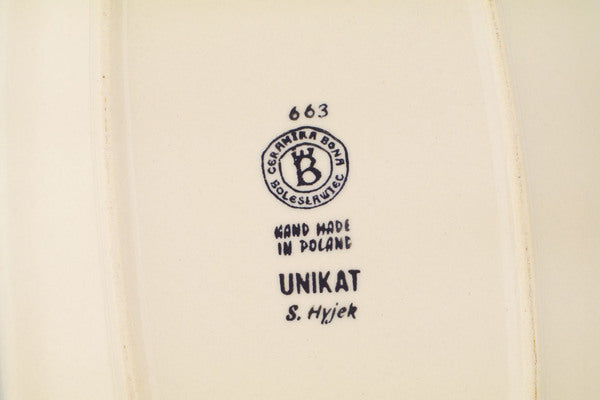 663
CERAMIKA BONA
B
BOLESŁAWIEC
HAND MADE
IN POLAND
UNIKAT
S. Hyjek